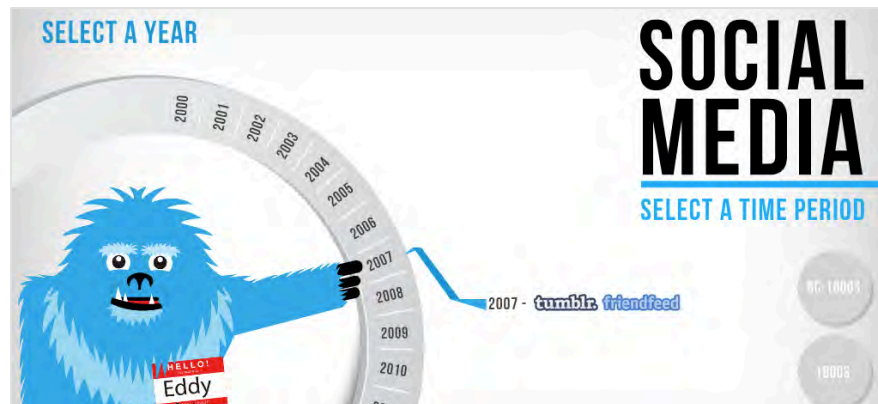 SELECT A YEAR
SOCIAL
MEDIA
SELECT A TIME PERIOD
2000
2001
2002
2003
2004
2005
2006
2007
2008
2009
2010
2007 - tumblr. friendfeed
1900S
HELLO!
Eddy